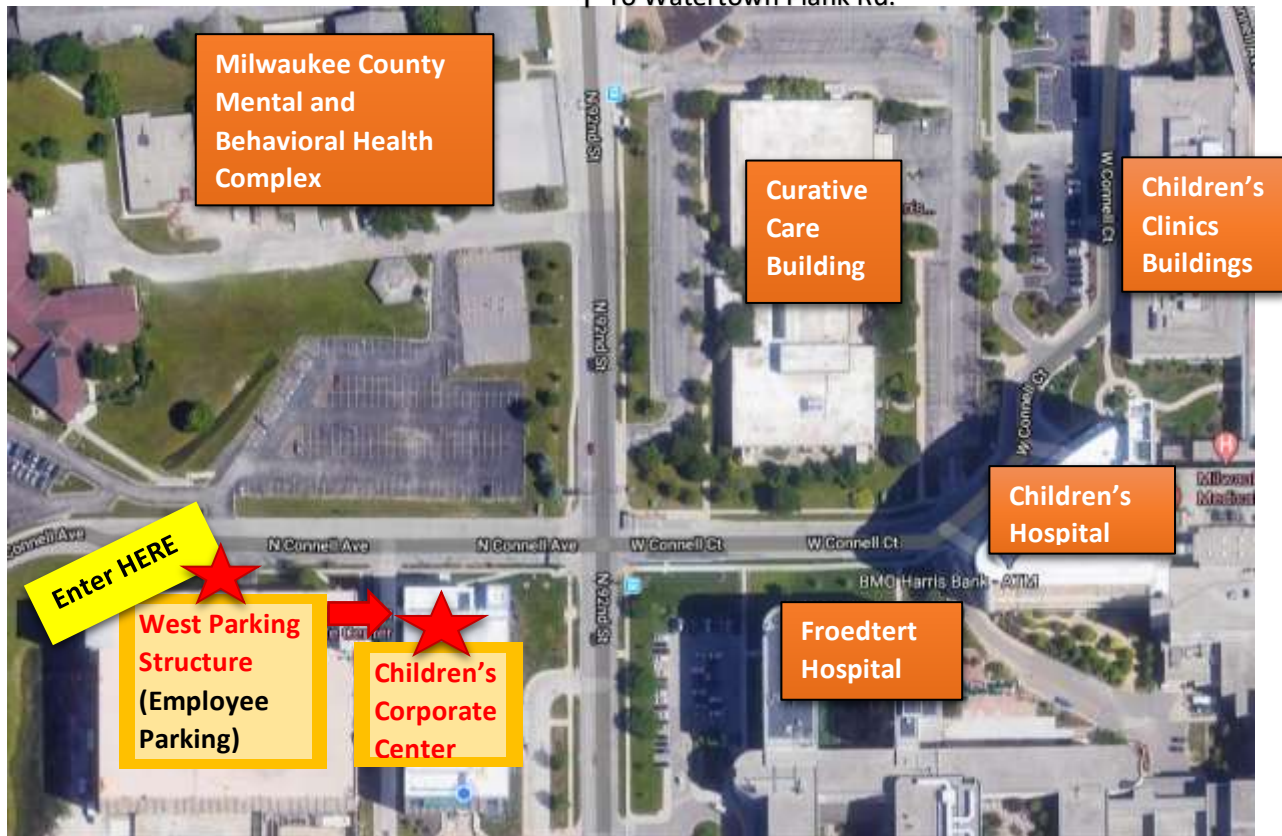 To Watertown Plank Rd.
Milwaukee County
Mental and
Behavioral Health
Complex
N 92nd St
Curative
Care
Building
W Connell Ct
Children's
Clinics
Buildings
N 92nd St
W Connell Ct
Children's
Hospital
Enter HERE
N Connell Ave
N Connell Ave
W Connell Ct
W Connell Ct
BMO Harris Bank - ATM
N 92nd St
West Parking
Structure
(Employee
Parking)
Children's
Corporate
Center
Froedtert
Hospital